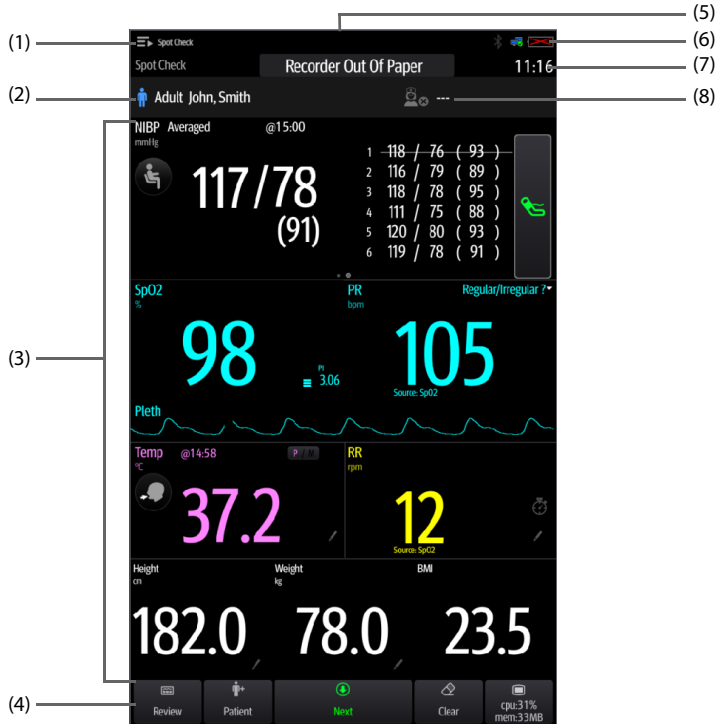 (5)
(1)
Spot Check
(6)
Spot Check
Recorder Out Of Paper
11:16
(7)
(2)
Adult John, Smith
---
(8)
NIBP Averaged @15:00
mmHg
117/78
(91)
1 118 / 76 ( 93 )
2 116 / 79 ( 89 )
3 118 / 78 ( 95 )
4 111 / 75 ( 88 )
5 120 / 80 ( 93 )
6 119 / 78 ( 91 )
(3)
SpO2
%
98
PI
3.06
PR
bpm
Regular/Irregular ?
105
Source: SpO2
Pleth
Temp @14:58
°C
P / M
37.2
RR
rpm
12
Source: SpO2
Height
cm
182.0
Weight
kg
78.0
BMI
23.5
(4)
Review
Patient
Next
Clear
cpu:31%
mem:33MB